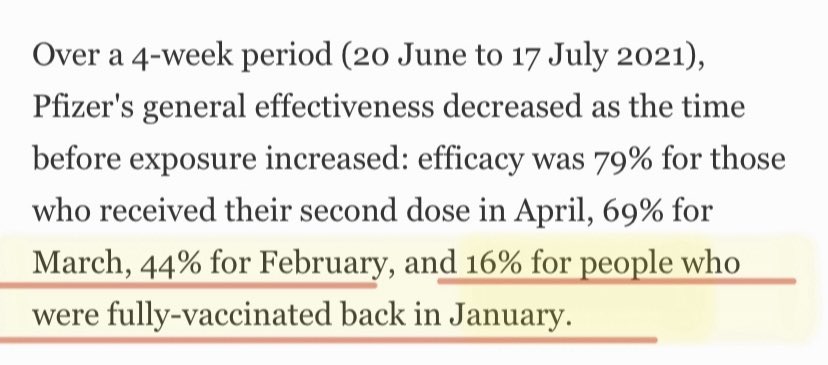 Over a 4-week period (20 June to 17 July 2021),
Pfizer's general effectiveness decreased as the time
before exposure increased: efficacy was 79% for those
who received their second dose in April, 69% for
March, 44% for February, and 16% for people who
were fully-vaccinated back in January.